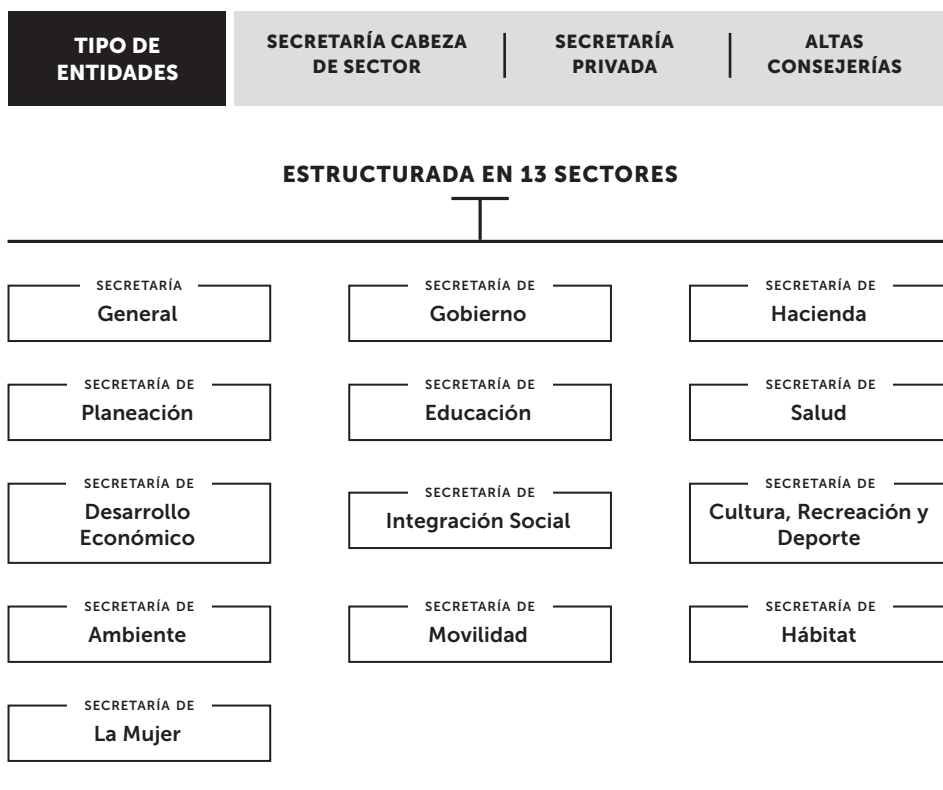 TIPO DE
ENTIDADES
SECRETARÍA CABEZA
DE SECTOR
SECRETARÍA
PRIVADA
ALTAS
CONSEJERÍAS
ESTRUCTURADA EN 13 SECTORES
SECRETARÍA
General
SECRETARÍA DE
Gobierno
SECRETARÍA DE
Hacienda
SECRETARÍA DE
Planeación
SECRETARÍA DE
Educación
SECRETARÍA DE
Salud
SECRETARÍA DE
Desarrollo
Económico
SECRETARÍA DE
Integración Social
SECRETARÍA DE
Cultura, Recreación y
Deporte
SECRETARÍA DE
Ambiente
SECRETARÍA DE
Movilidad
SECRETARÍA DE
Hábitat
SECRETARÍA DE
La Mujer